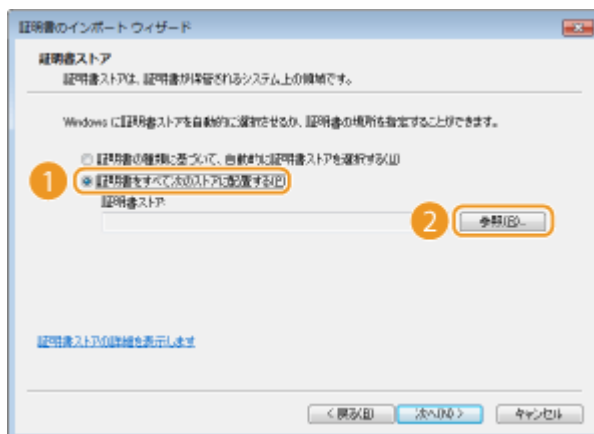 証明書のインポート ウィザード
証明書ストア
証明書ストアは、証明書が保管されるシステム上の領域です。
Windows に証明書ストアを自動的に選択させるか、証明書の場所を指定することができます。
証明書の種類に基づいて、自動的に証明書ストアを選択する(U)
1
証明書をすべて次のストアに配置する(P)
証明書ストア:
2
参照(R)...
証明書ストアの詳細を表示します
< 戻る(B)
次へ(N) >
キャンセル